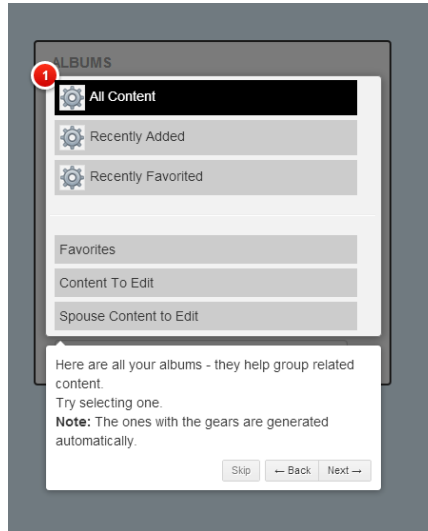 ALBUMS
1
All Content
Recently Added
Recently Favorited
Favorites
Content To Edit
Spouse Content to Edit
Here are all your albums - they help group related
content.
Try selecting one.
Note: The ones with the gears are generated
automatically.
Skip ← Back Next →